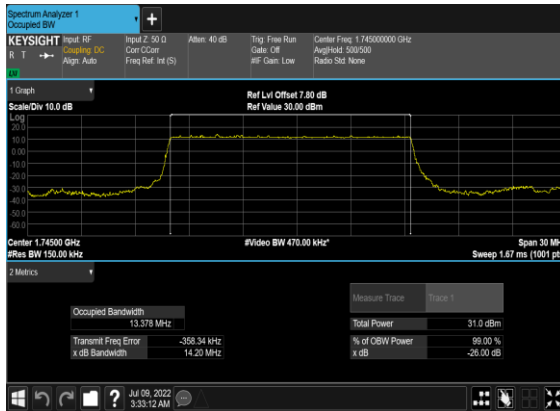 Spectrum Analyzer 1
Occupied BW
KEYSIGHT
R T
Input: RF
Coupling: DC
Align: Auto
Input Z: 50 Ω
Corr CCorr
Freq Ref: Int (S)
Atten: 40 dB
Trig: Free Run
Gate: Off
#IF Gain: Low
Center Freq: 1.745000000 GHz
Avg|Hold: 500/500
Radio Std: None
1 Graph
Scale/Div 10.0 dB
Ref Lvl Offset 7.80 dB
Ref Value 30.00 dBm
Log
20.0
10.0
0.00
-10.0
-20.0
-30.0
-40.0
-50.0
-60.0
Center 1.74500 GHz
#Res BW 150.00 kHz
#Video BW 470.00 kHz*
Span 30 MH
Sweep 1.67 ms (1001 pt
2 Metrics
Measure Trace
Trace 1
Occupied Bandwidth
13.378 MHz
Total Power
31.0 dBm
Transmit Freq Error
-358.34 kHz
% of OBW Power
99.00 %
x dB Bandwidth
14.20 MHz
x dB
-26.00 dB
Jul 09, 2022
3:33:12 AM